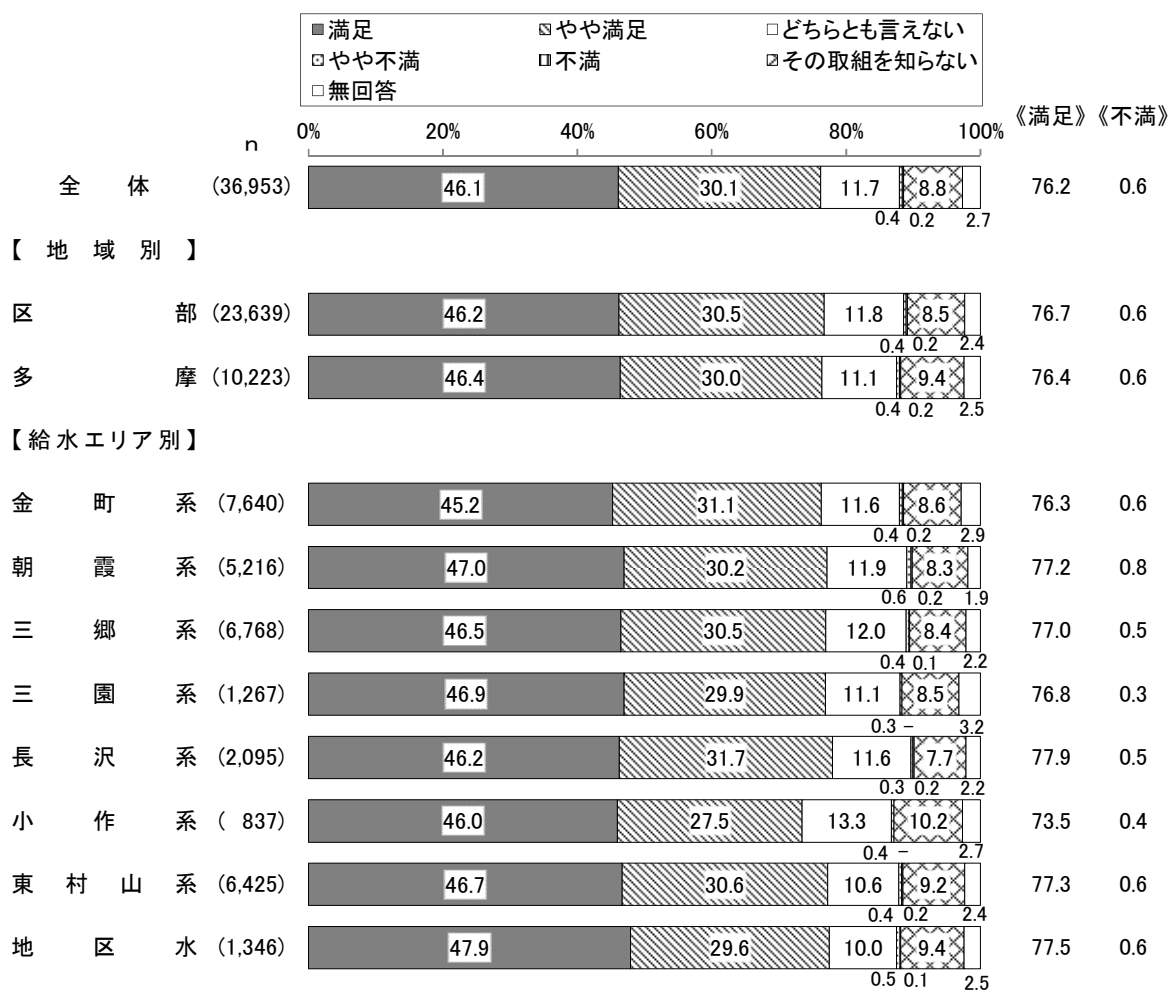 満足 やや満足 どちらとも言えない
やや不満 不満 その取組を知らない
無回答
n 0% 20% 40% 60% 80% 100% 《満足》《不満》
全体 (36,953) 46.1 30.1 11.7 8.8 76.2 0.6
0.4 0.2 2.7
【地域別】
区部 (23,639) 46.2 30.5 11.8 8.5 76.7 0.6
0.4 0.2 2.4
多摩 (10,223) 46.4 30.0 11.1 9.4 76.4 0.6
0.4 0.2 2.5
【給水エリア別】
金町系 (7,640) 45.2 31.1 11.6 8.6 76.3 0.6
0.4 0.2 2.9
朝霞系 (5,216) 47.0 30.2 11.9 8.3 77.2 0.8
0.6 0.2 1.9
三郷系 (6,768) 46.5 30.5 12.0 8.4 77.0 0.5
0.4 0.1 2.2
三園系 (1,267) 46.9 29.9 11.1 8.5 76.8 0.3
0.3 – 3.2
長沢系 (2,095) 46.2 31.7 11.6 7.7 77.9 0.5
0.3 0.2 2.2
小作系 ( 837) 46.0 27.5 13.3 10.2 73.5 0.4
0.4 – 2.7
東村山系 (6,425) 46.7 30.6 10.6 9.2 77.3 0.6
0.4 0.2 2.4
地区水 (1,346) 47.9 29.6 10.0 9.4 77.5 0.6
0.5 0.1 2.5